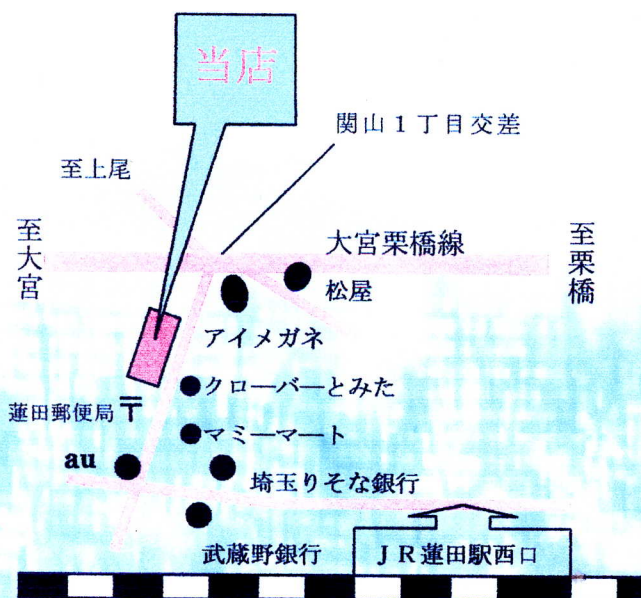 当店
関山１丁目交差
至上尾
至大宮
大宮栗橋線
至栗橋
松屋
アイメガネ
クローバーとみた
蓮田郵便局〒
マミーマート
au
埼玉りそな銀行
武蔵野銀行
ＪＲ蓮田駅西口